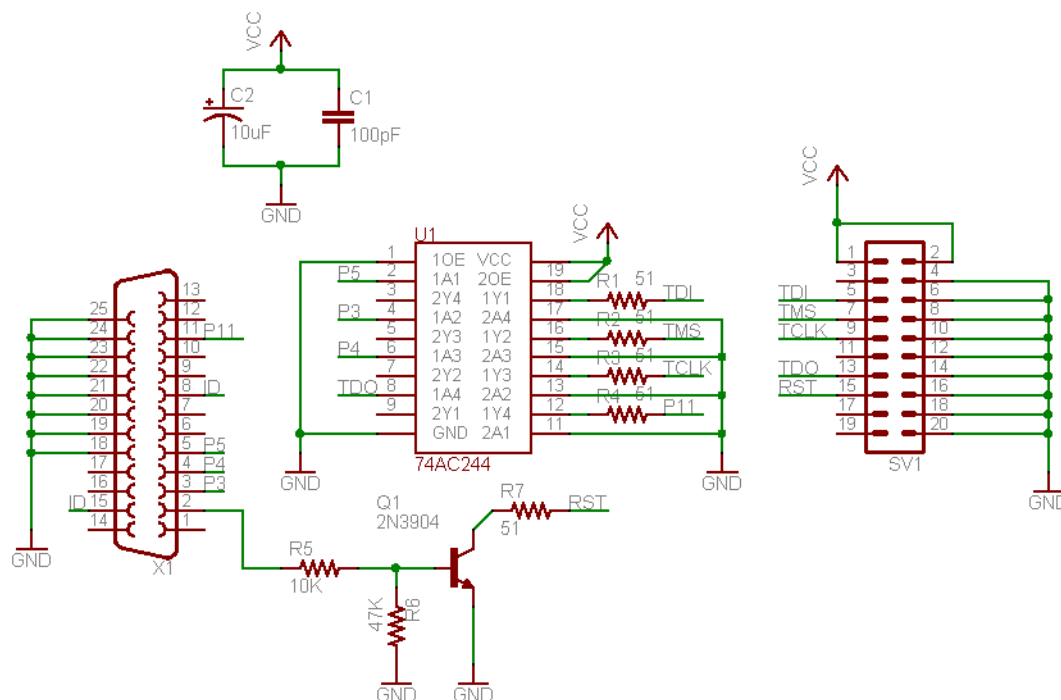 VCC
C2
10uF
C1
100pF
GND
VCC
VCC
U1
1 1OE VCC
2 1A1 2OE 19
3 2Y4 1Y1 18
4 1A2 2A4 17
5 2Y3 1Y2 16
6 1A3 2A3 15
7 2Y2 1Y3 14
8 1A4 2A2 13
9 2Y1 1Y4 12
GND 2A1 11
74AC244
P5
P3
P4
TDO
R1 51 TDI
R2 51 TMS
R3 51 TCLK
R4 51 P11
GND
GND
1 2
3 4
TDI 5 6
TMS 7 8
TCLK 9 10
11 12
TDO 13 14
RST 15 16
17 18
19 20
SV1
GND
13
25 12
24 11 P11
23 10
22 9
21 8 ID
20 7
19 6
18 5 P5
17 4 P4
16 3 P3
ID 15 2
14 1
X1
GND
Q1
2N3904
R7
51
RST
R5
10K
47K
R6
GND
GND